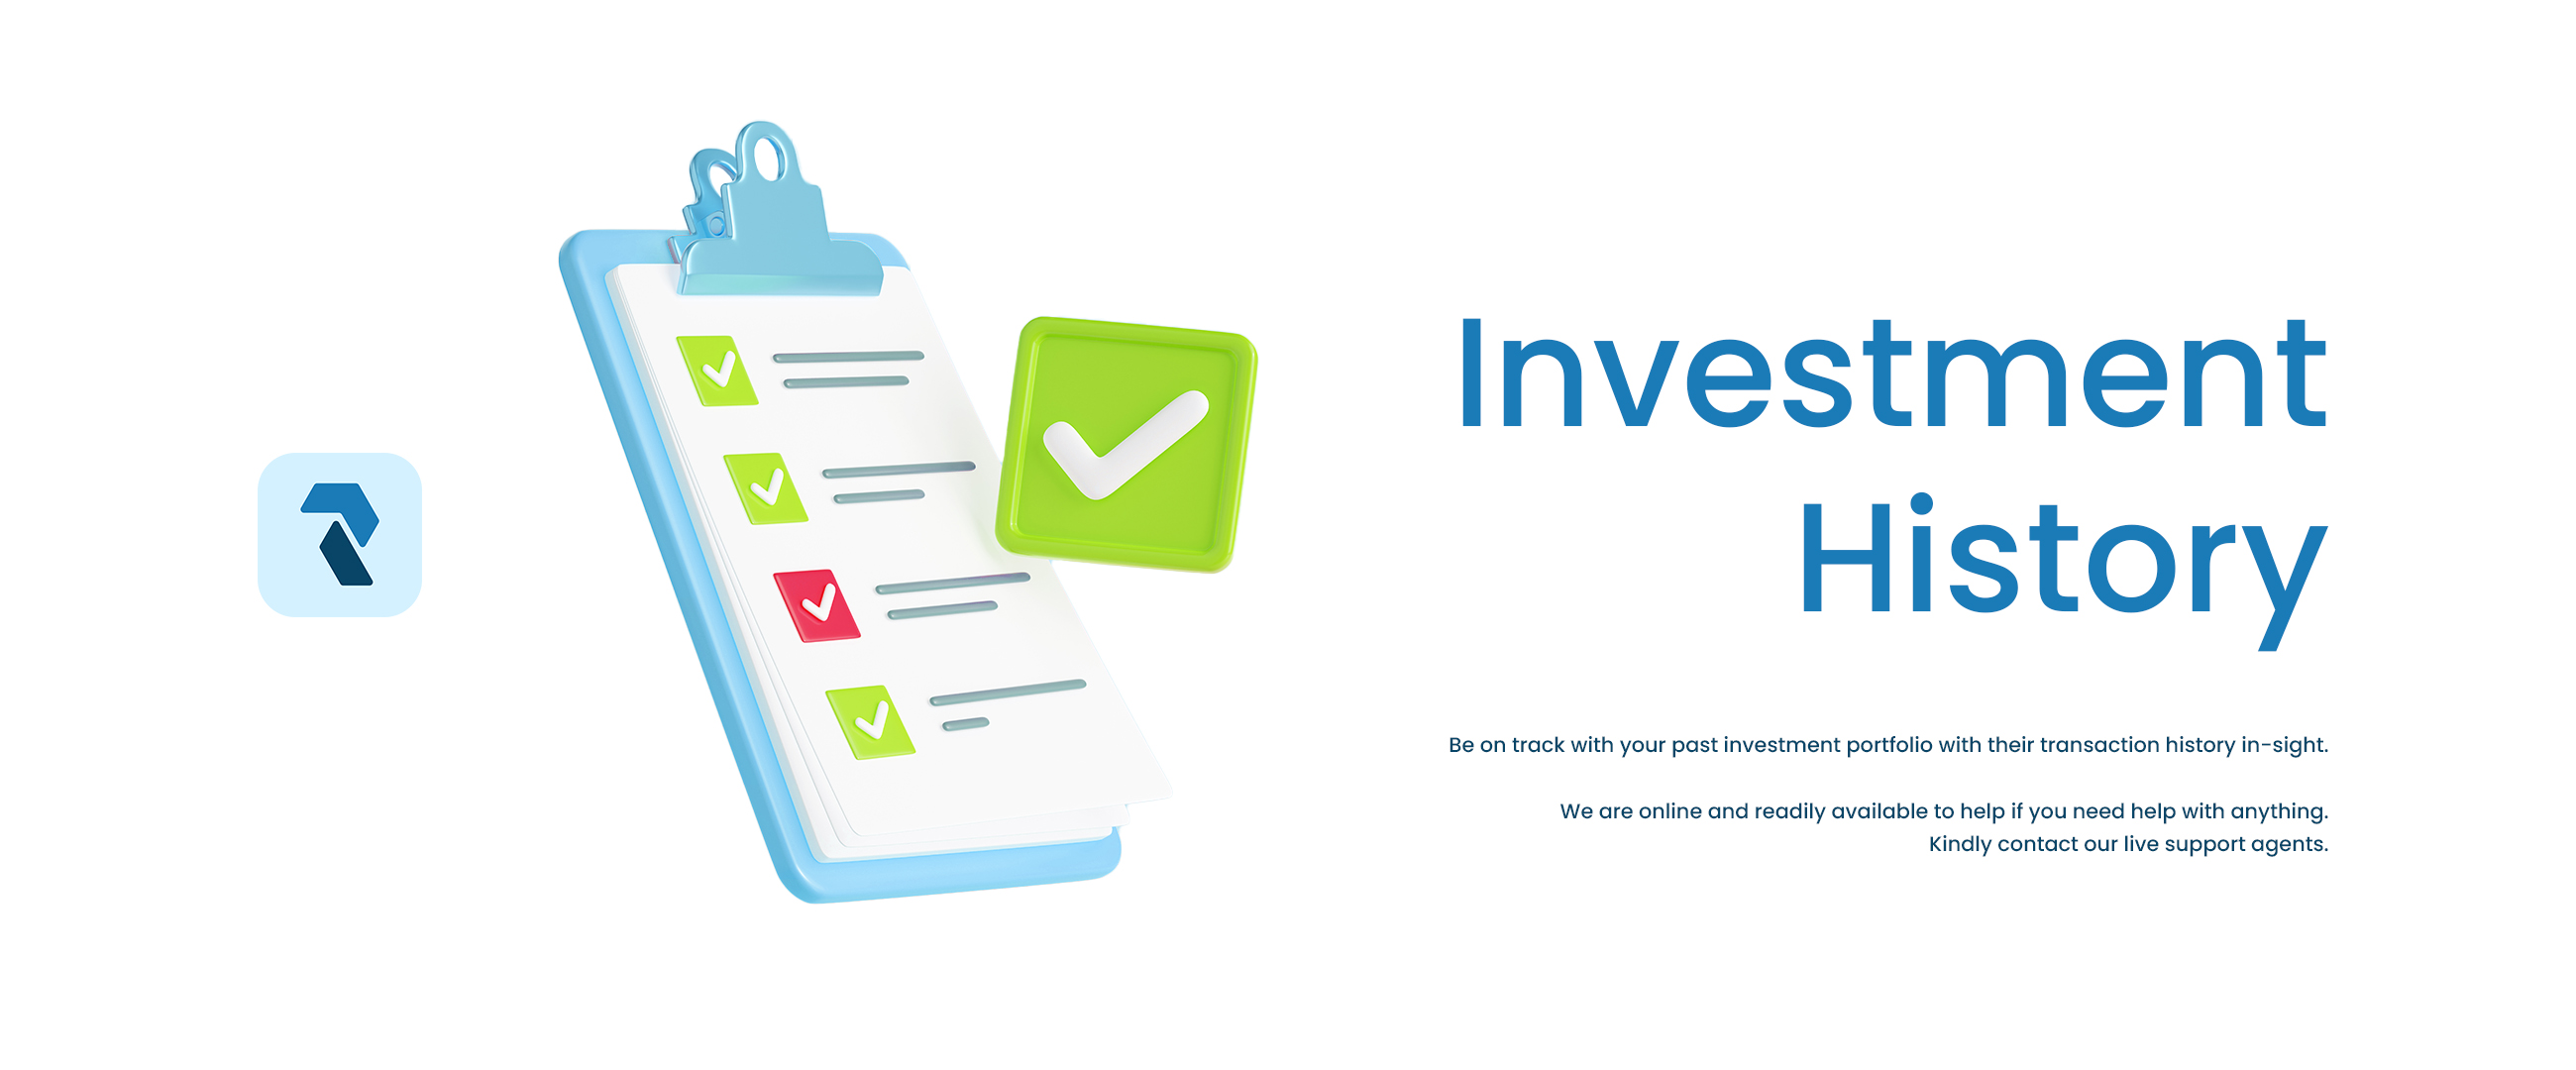 Investment
History
Be on track with your past investment portfolio with their transaction history in-sight.
We are online and readily available to help if you need help with anything.
Kindly contact our live support agents.